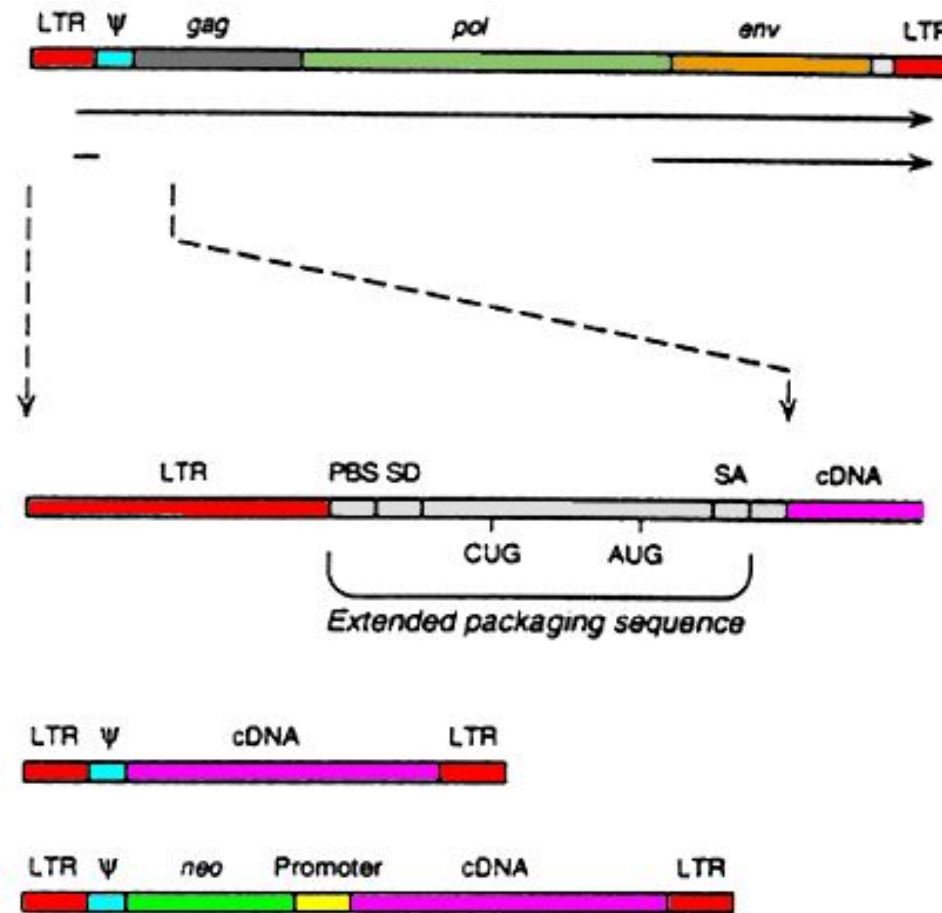 LTR ψ gag pol env LTR
LTR PBS SD SA cDNA
CUG AUG
Extended packaging sequence
LTR ψ cDNA LTR
LTR ψ neo Promoter cDNA LTR